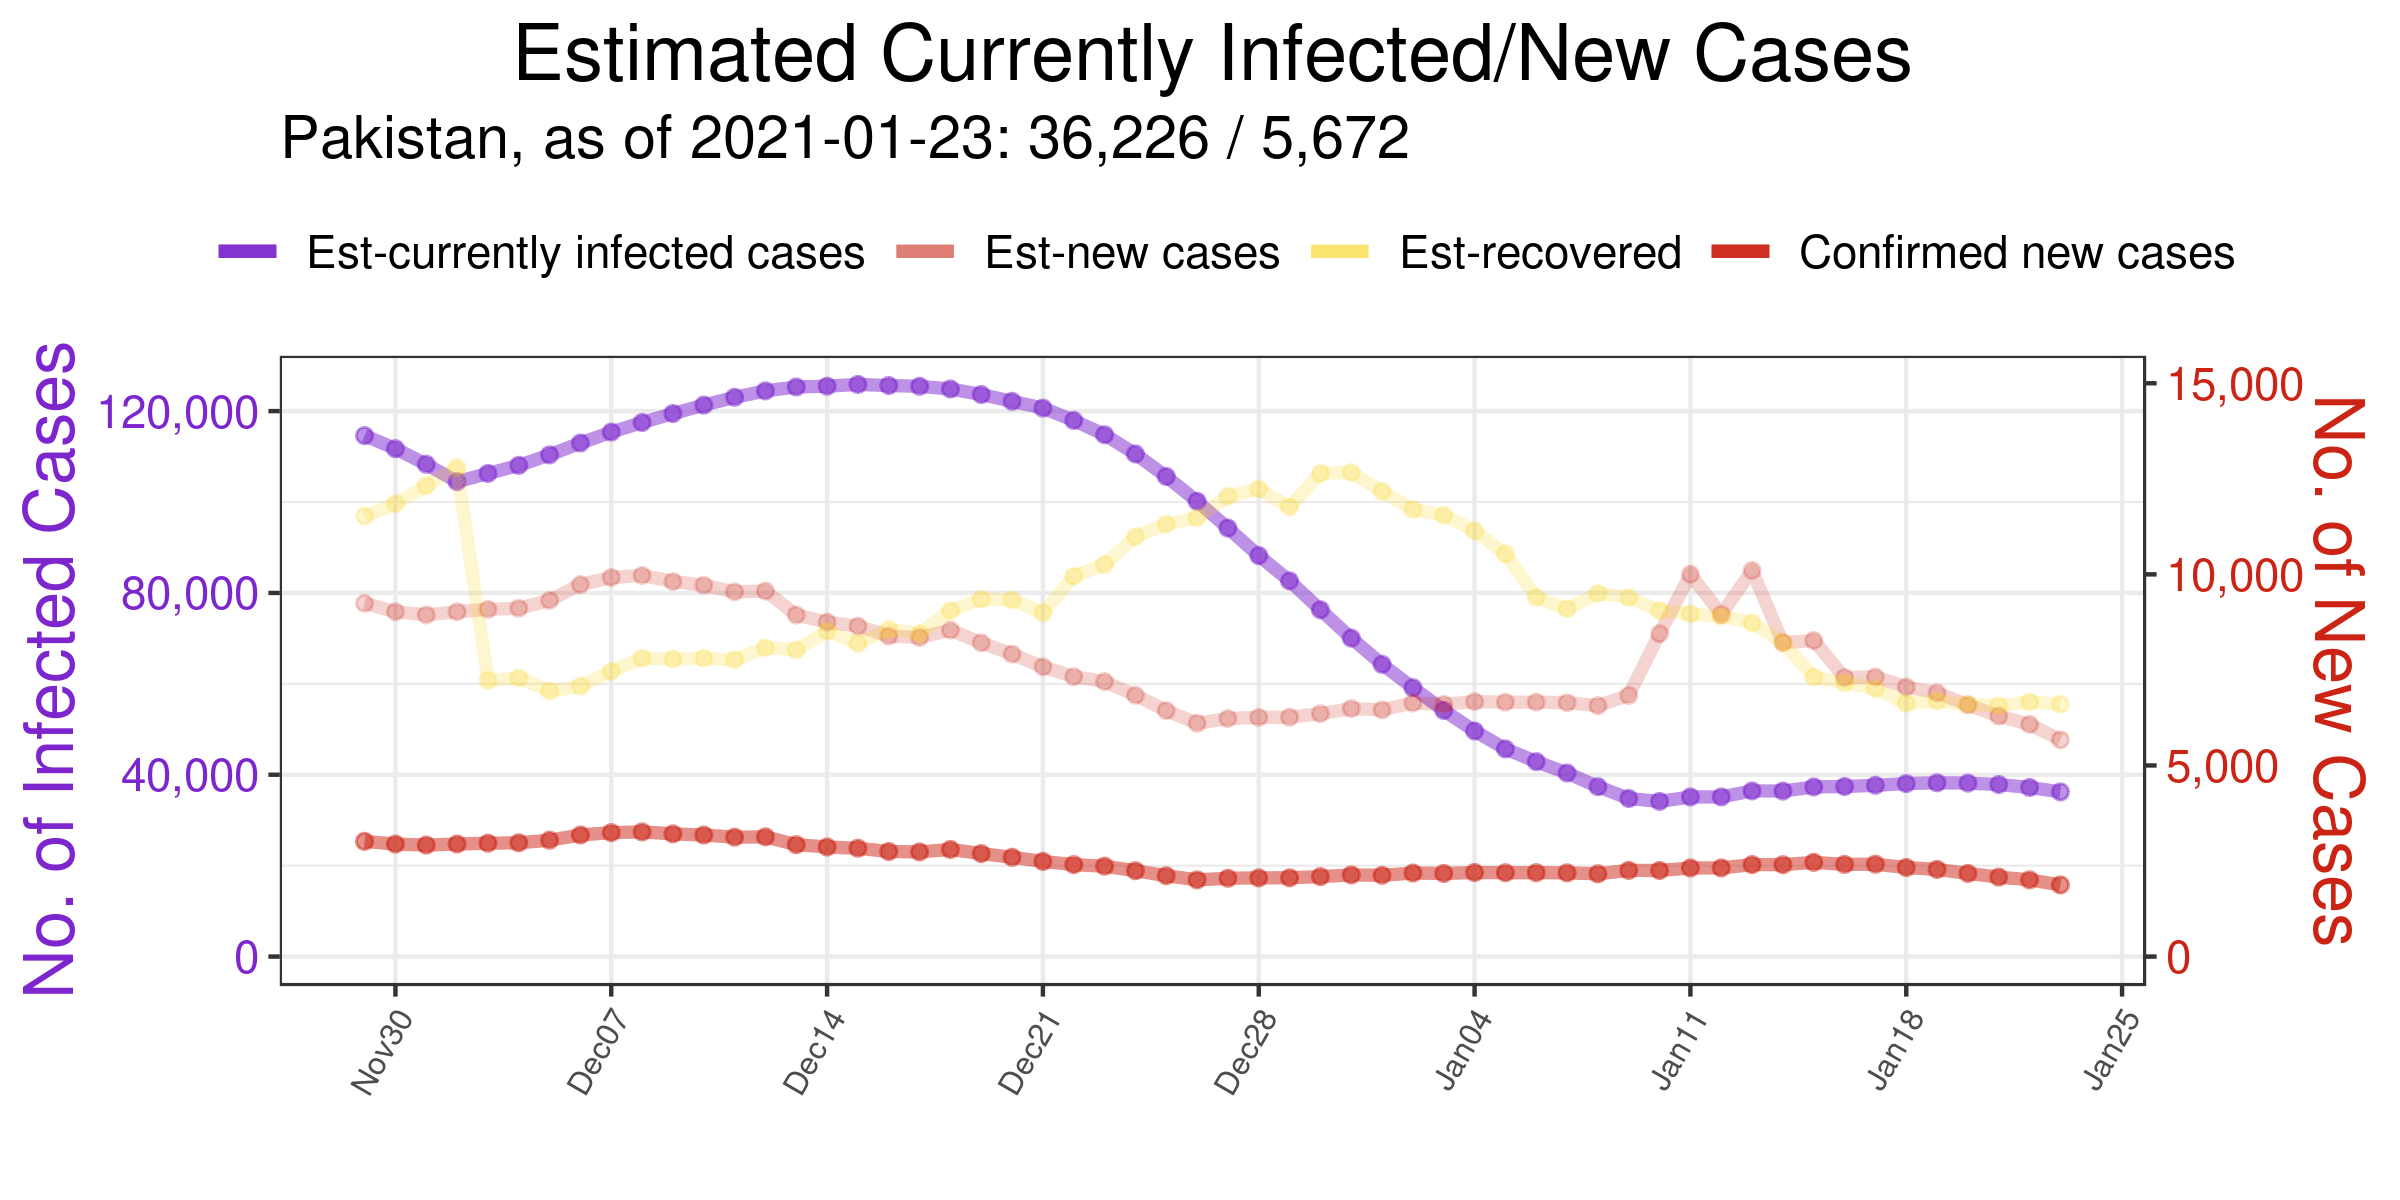 Estimated Currently Infected/New Cases
Pakistan, as of 2021-01-23: 36,226 / 5,672
Est-currently infected cases Est-new cases Est-recovered Confirmed new cases
No. of Infected Cases
120,000
80,000
40,000
0
15,000
10,000
5,000
0
No. of New Cases
Nov30 Dec07 Dec14 Dec21 Dec28 Jan04 Jan11 Jan18 Jan25